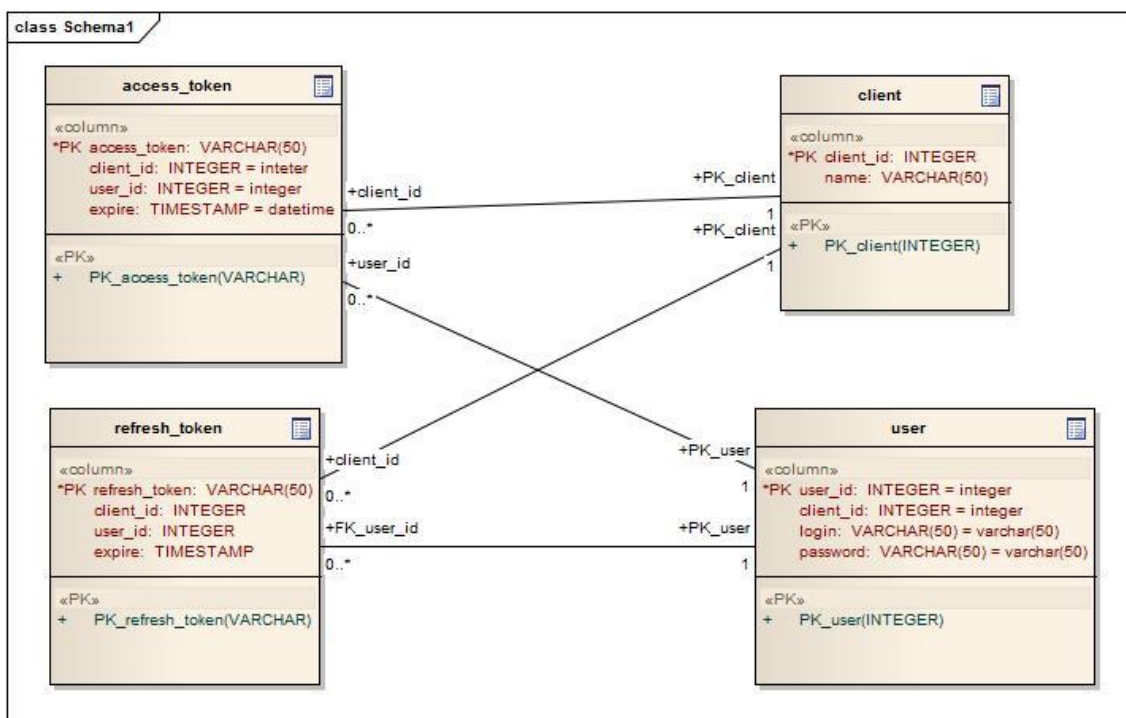 class Schema1
access_token
«column»
*PK access_token: VARCHAR(50)
client_id: INTEGER = inteter
user_id: INTEGER = integer
expire: TIMESTAMP = datetime
«PK»
+ PK_access_token(VARCHAR)
client
«column»
*PK client_id: INTEGER
name: VARCHAR(50)
«PK»
+ PK_client(INTEGER)
+client_id
0..*
+PK_client
1
+user_id
0..*
+PK_client
1
refresh_token
«column»
*PK refresh_token: VARCHAR(50)
client_id: INTEGER
user_id: INTEGER
expire: TIMESTAMP
«PK»
+ PK_refresh_token(VARCHAR)
+client_id
0..*
+PK_user
1
+FK_user_id
0..*
+PK_user
1
user
«column»
*PK user_id: INTEGER = integer
client_id: INTEGER = integer
login: VARCHAR(50) = varchar(50)
password: VARCHAR(50) = varchar(50)
«PK»
+ PK_user(INTEGER)